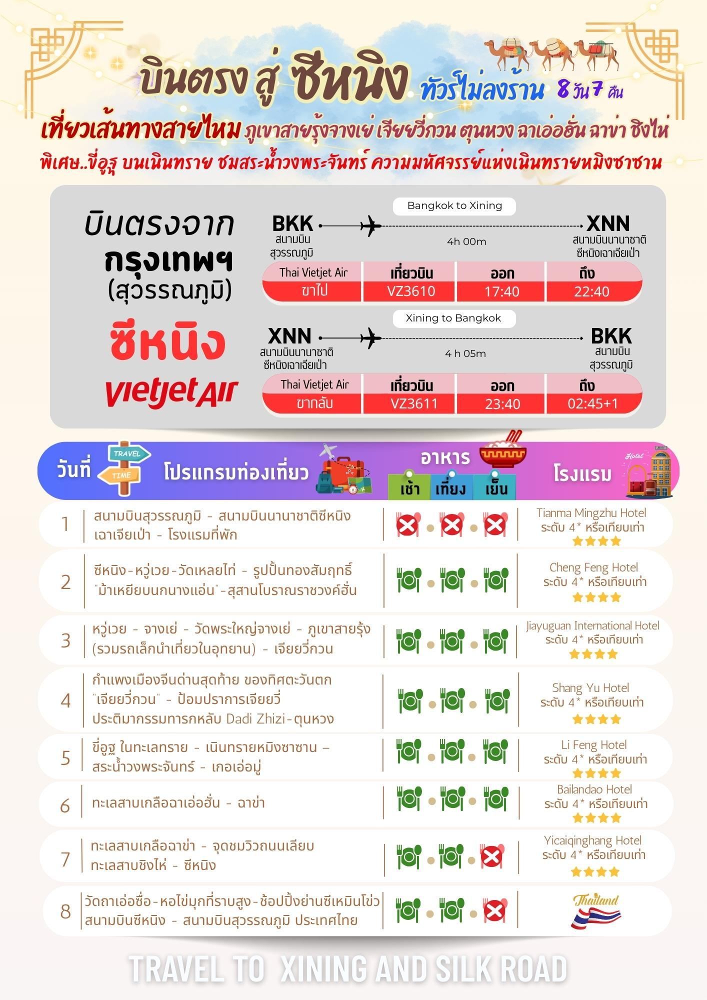 บินตรง สู่ ซีหนิง ทัวร์ไม่ลงร้าน 8 วัน 7 คืน
เที่ยวเส้นทางสายไหม ภูเขาสายรุ้งจางเย่ เจียยวี่กวน ตุนหวง ฉาเอ่อฮั่น ฉาข่า ชิงไห่
พิเศษ..ขี่อูฐ บนเนินทราย ชมสระน้ำวงพระจันทร์ ความมหัศจรรย์แห่งเนินทรายหมิงซาซาน
บินตรงจาก
กรุงเทพฯ
(สุวรรณภูมิ)
ซีหนิง
vietjet Air
Bangkok to Xining
BKK
XNN
สนามบิน
สุวรรณภูมิ
4h 00m
สนามบินนานาชาติ
ซีหนิงเฉาเจียเป่า
Thai Vietjet Air เที่ยวบิน ออก ถึง
ขาไป VZ3610 17:40 22:40
Xining to Bangkok
XNN
BKK
สนามบินนานาชาติ
ซีหนิงเฉาเจียเป่า
4 h 05m
สนามบิน
สุวรรณภูมิ
Thai Vietjet Air เที่ยวบิน ออก ถึง
ขากลับ VZ3611 23:40 02:45+1
วันที่ TRAVEL TIME โปรแกรมท่องเที่ยว อาหาร โรงแรม Hotel
เช้า เที่ยง เย็น
1
สนามบินสุวรรณภูมิ - สนามบินนานาชาติซีหนิง
เฉาเจียเป่า - โรงแรมที่พัก
Tianma Mingzhu Hotel
ระดับ 4* หรือเทียบเท่า
2
ซีหนิง-หวู่เวย-วัดเหลยไท่ - รูปปั้นทองสัมฤทธิ์
"ม้าเหยียบนกนางแอ่น"-สุสานโบราณราชวงค์ฮั่น
Cheng Feng Hotel
ระดับ 4* หรือเทียบเท่า
3
หวู่เวย - จางเย่ - วัดพระใหญ่จางเย่ - ภูเขาสายรุ้ง
(รวมรถเล็กนำเที่ยวในอุทยาน) - เจียยวี่กวน
Jiayuguan International Hotel
ระดับ 4* หรือเทียบเท่า
4
กำแพงเมืองจีนด่านสุดท้าย ของทิศตะวันตก
"เจียยวี่กวน" - ป้อมปราการเจียยวี่
ประติมากรรมทารกหลับ Dadi Zhizi-ตุนหวง
Shang Yu Hotel
ระดับ 4* หรือเทียบเท่า
5
ขี่อูฐ ในทะเลทราย - เนินทรายหมิงซาซาน –
สระน้ำวงพระจันทร์ - เกอเอ่อมู่
Li Feng Hotel
ระดับ 4* หรือเทียบเท่า
6
ทะเลสาบเกลือฉาเอ่อฮั่น - ฉาข่า
Bailandao Hotel
ระดับ 4* หรือเทียบเท่า
7
ทะเลสาบเกลือฉาข่า - จุดชมวิวถนนเลียบ
ทะเลสาบชิงไห่ - ซีหนิง
Yicaiqinghang Hotel
ระดับ 4* หรือเทียบเท่า
8
วัดถาเอ่อซื่อ-หอไข่มุกที่ราบสูง-ช้อปปิ้งย่านซีเหมินโข่ว
สนามบินซีหนิง - สนามบินสุวรรณภูมิ ประเทศไทย
Thailand
TRAVEL TO XINING AND SILK ROAD